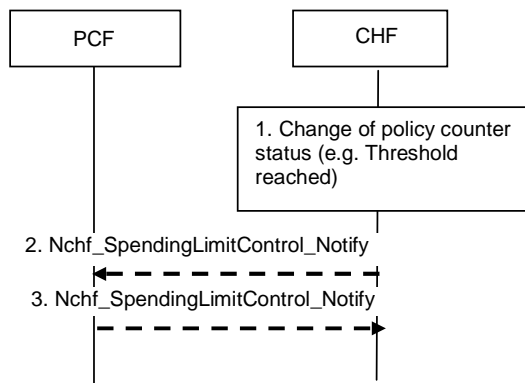 PCF
CHF
1. Change of policy counter
status (e.g. Threshold
reached)
2. Nchf_SpendingLimitControl_Notify
3. Nchf_SpendingLimitControl_Notify